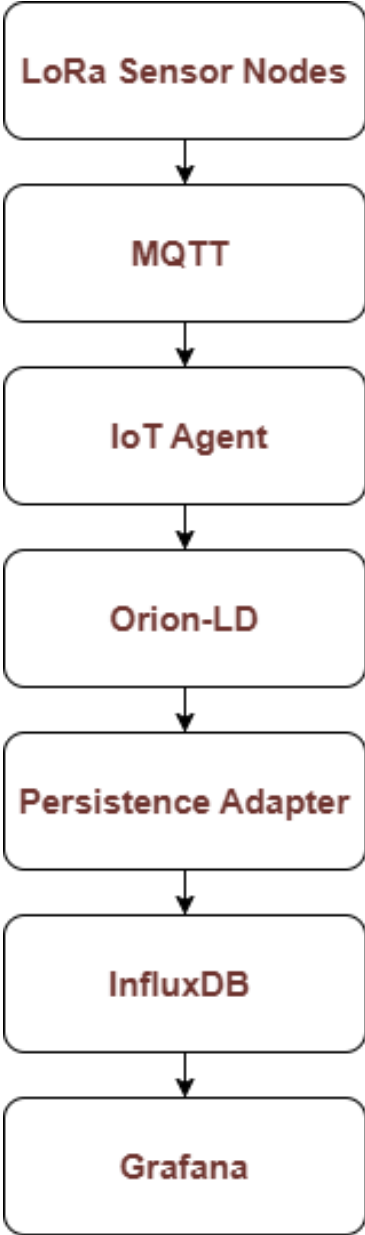 LoRa Sensor Nodes
MQTT
IoT Agent
Orion-LD
Persistence Adapter
InfluxDB
Grafana